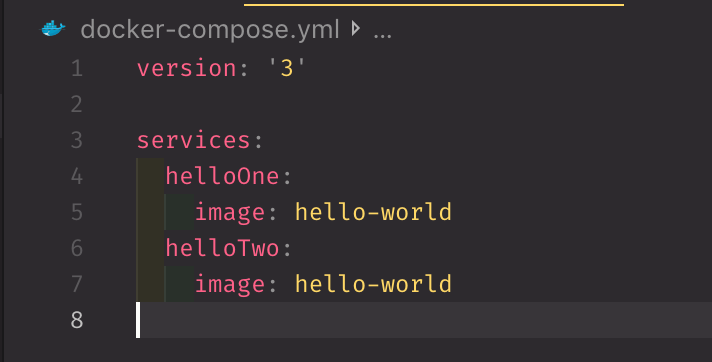 docker-compose.yml ...
1 version: '3'
2
3 services:
4 helloOne:
5 image: hello-world
6 helloTwo:
7 image: hello-world
8